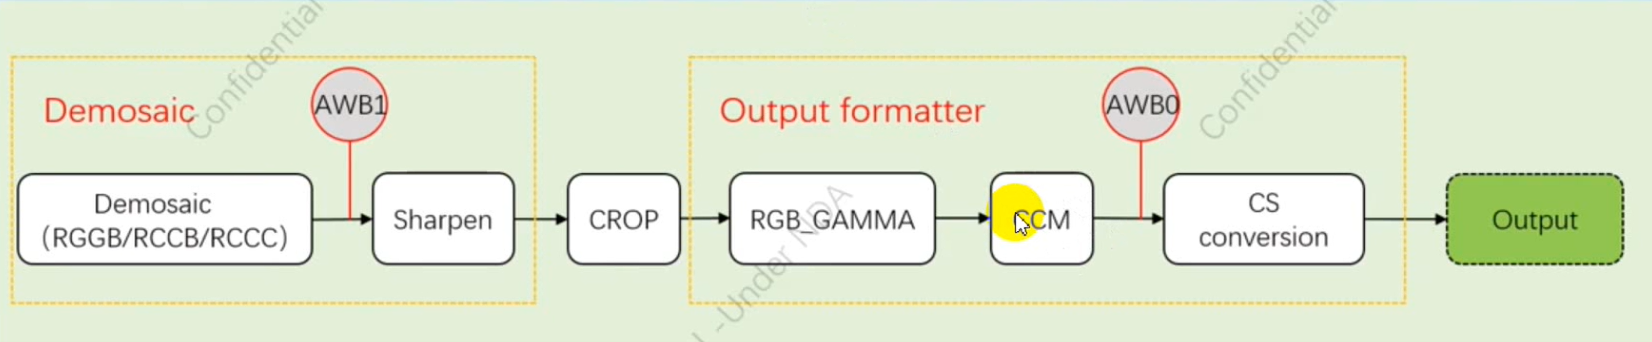 Confidential
Confidential
Demosaic
AWB1
Output formatter
AWB0
Demosaic
(RGGB/RCCB/RCCC)
Sharpen
CROP
RGB_GAMMA
CCM
CS
conversion
Output
-Under NDA